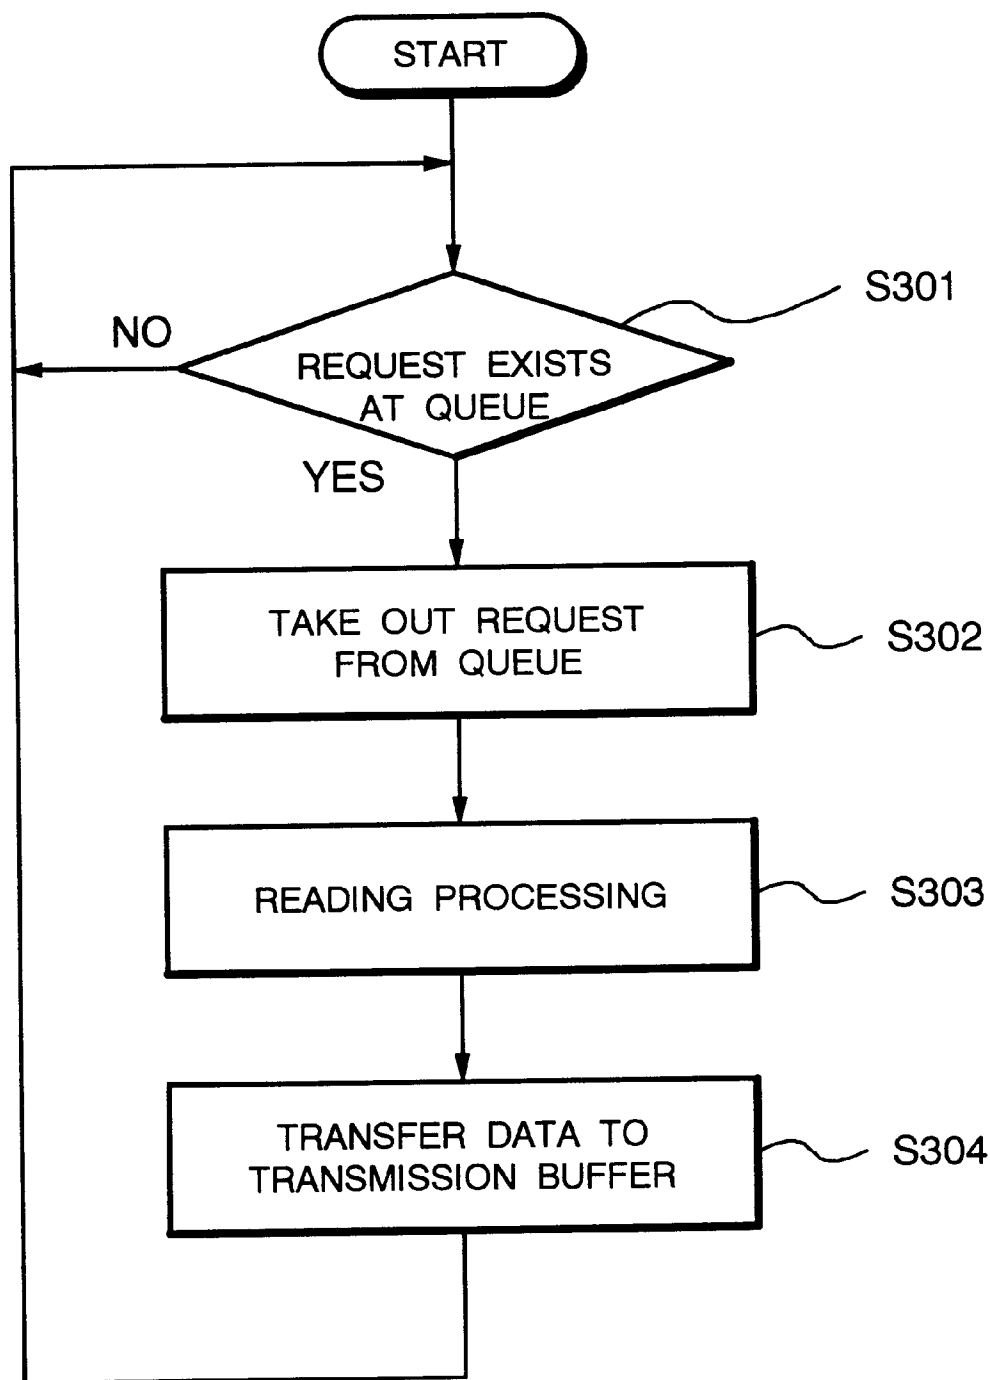 START
S301
NO
REQUEST EXISTS
AT QUEUE
YES
TAKE OUT REQUEST
FROM QUEUE
S302
READING PROCESSING
S303
TRANSFER DATA TO
TRANSMISSION BUFFER
S304